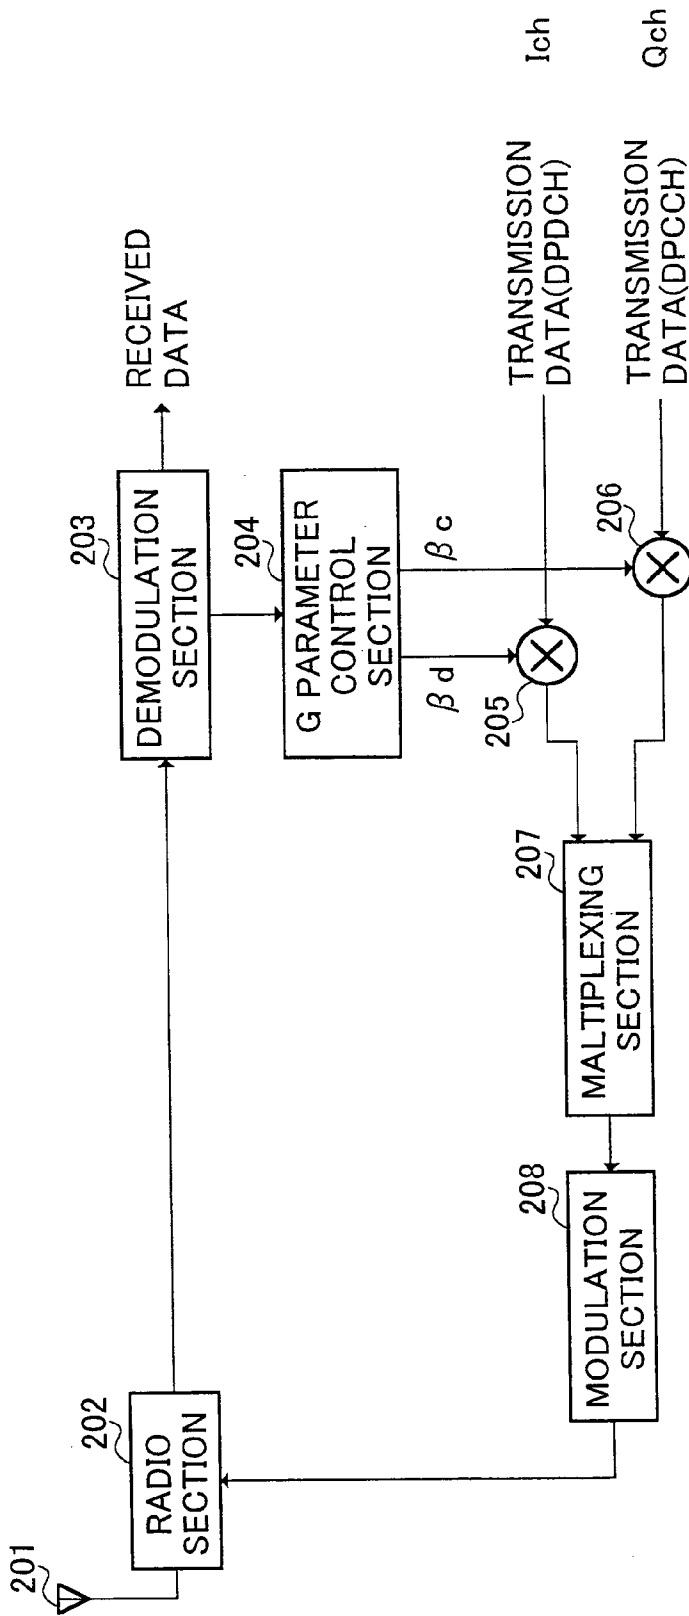 201
202
RADIO
SECTION
203
DEMODULATION
SECTION
RECEIVED
DATA
204
G PARAMETER
CONTROL
SECTION
βd
βc
205
206
TRANSMISSION
DATA(DPDCH)
Ich
TRANSMISSION
DATA(DPCCH)
Qch
207
MALTIPLEXING
SECTION
208
MODULATION
SECTION